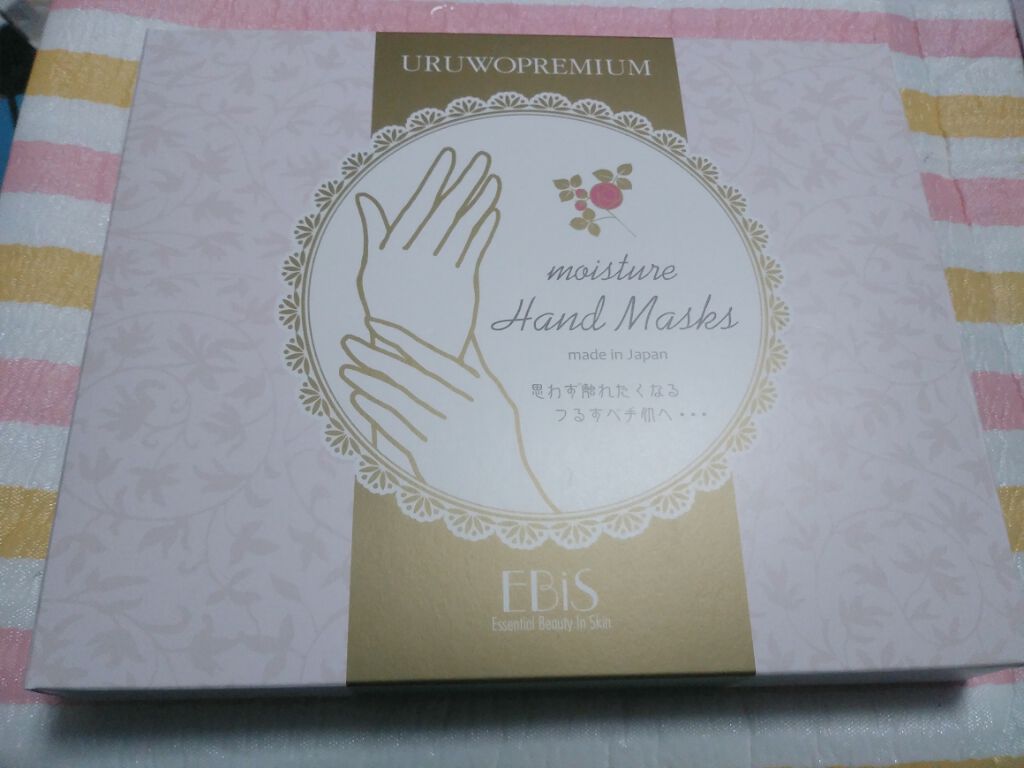 URUWOPREMIUM
moisture
Hand Masks
made in Japan
思わず触れたくなる
つるすべ手肌へ・・・
EBiS
Essential Beauty In Skin